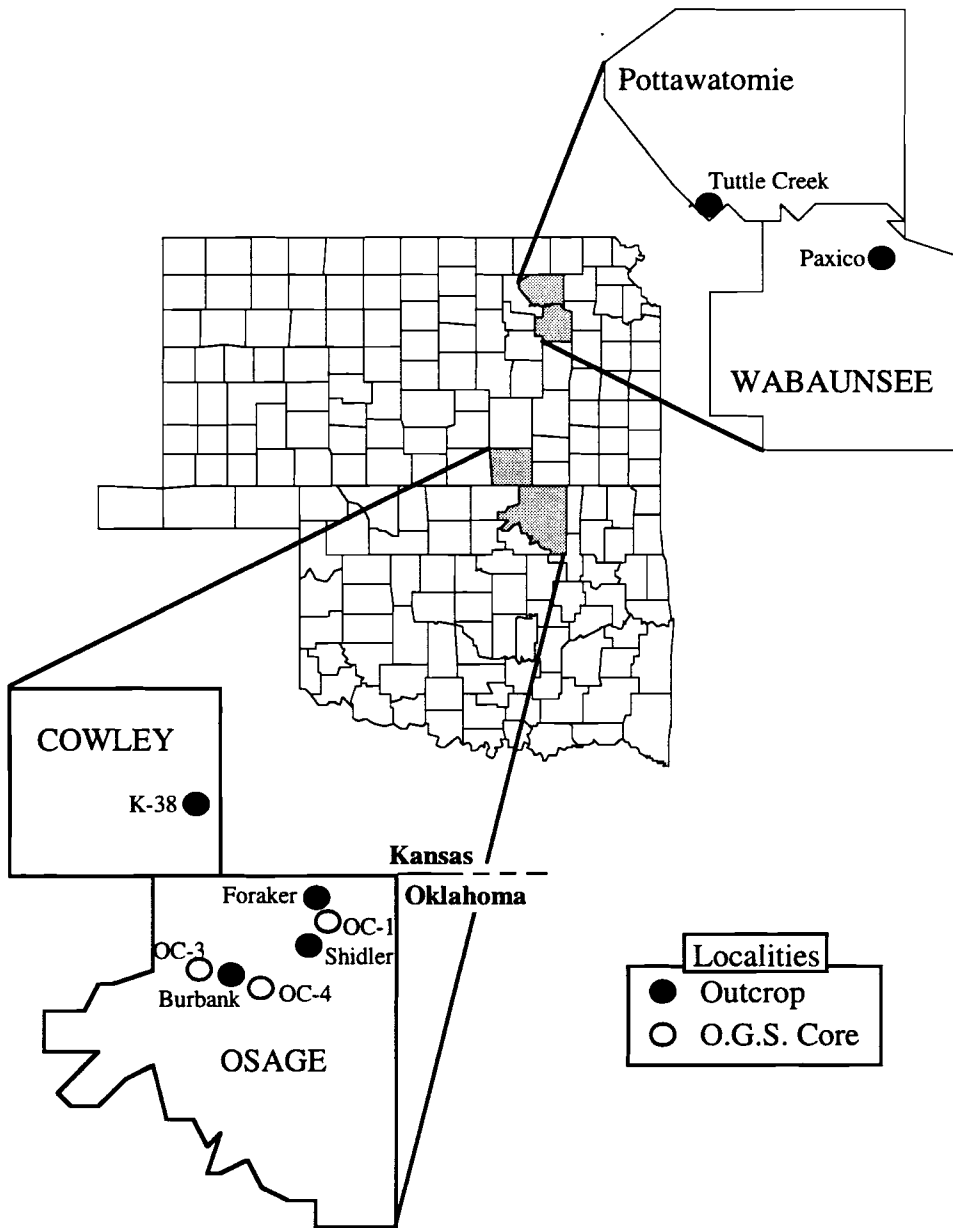 Pottawatomie
Tuttle Creek
Paxico
WABAUNSEE
COWLEY
K-38
Kansas
Oklahoma
Foraker
OC-1
Shidler
OC-3
Burbank
OC-4
OSAGE
Localities
Outcrop
O.G.S. Core